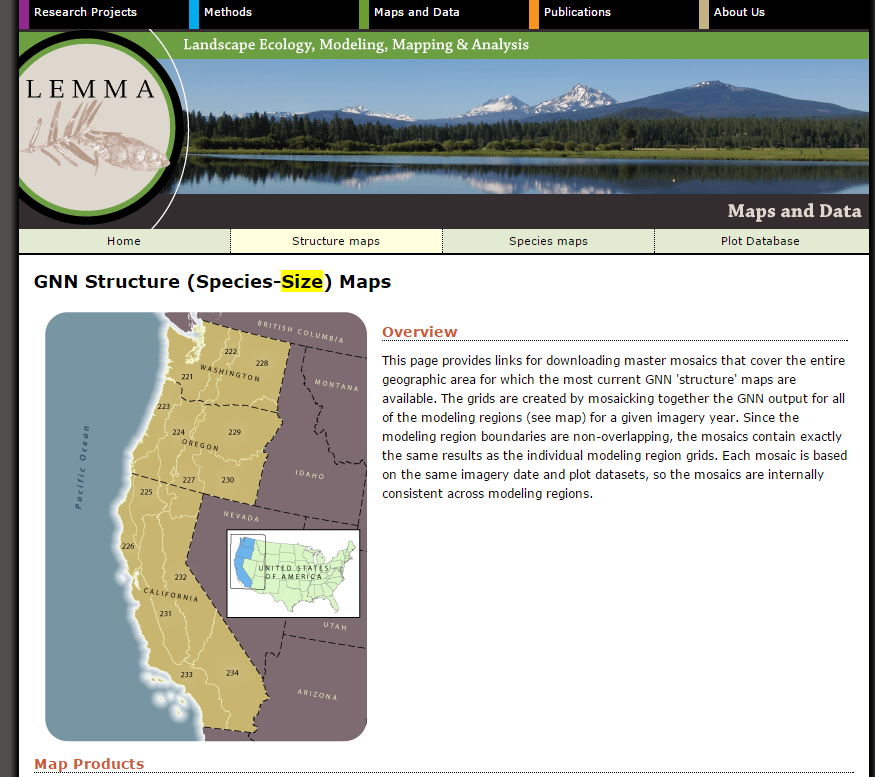 Research Projects
Methods
Maps and Data
Publications
About Us
Landscape Ecology, Modeling, Mapping & Analysis
LEMMA
Maps and Data
Home
Structure maps
Species maps
Plot Database
GNN Structure (Species-Size) Maps
BRITISH COLUMBIA
222
228
WASHINGTON
221
MONTANA
223
224
229
OREGON
Pacific Ocean
IDAHO
227
230
225
NEVADA
226
UNITED STATES
OF AMERICA
232
CALIFORNIA
231
UTAH
233
234
ARIZONA
Overview
This page provides links for downloading master mosaics that cover the entire
geographic area for which the most current GNN 'structure' maps are
available. The grids are created by mosaicking together the GNN output for all
of the modeling regions (see map) for a given imagery year. Since the
modeling region boundaries are non-overlapping, the mosaics contain exactly
the same results as the individual modeling region grids. Each mosaic is based
on the same imagery date and plot datasets, so the mosaics are internally
consistent across modeling regions.
Map Products